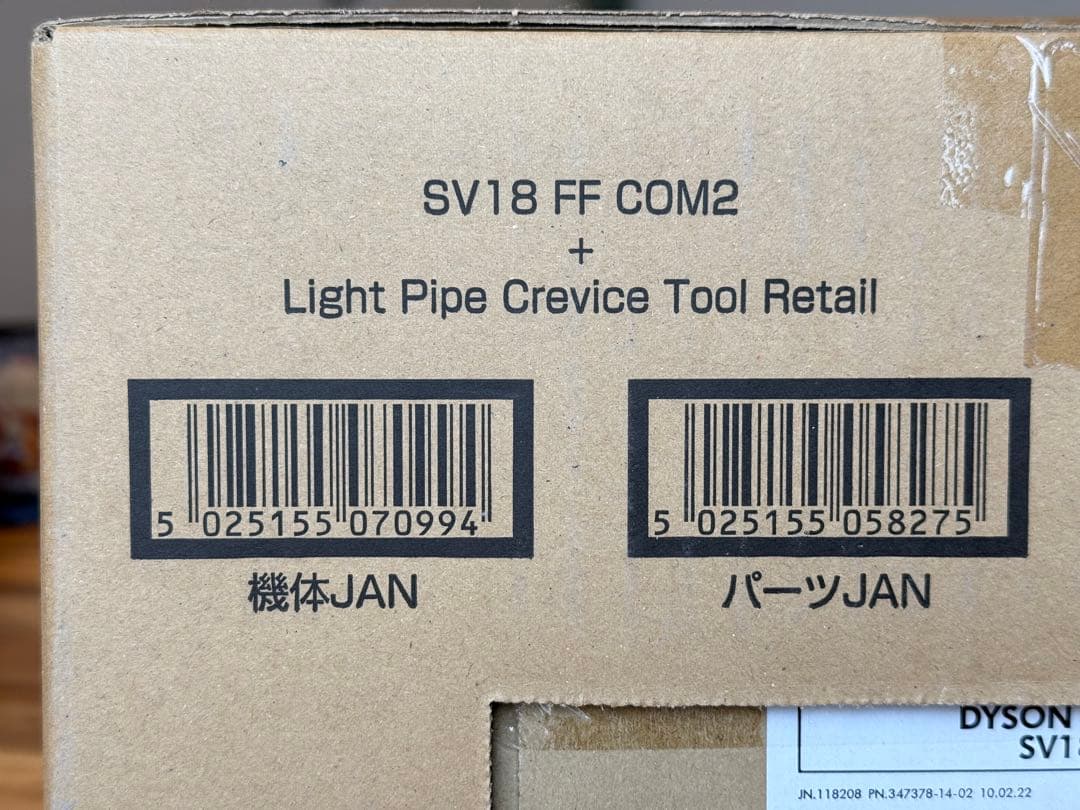 SV18 FF COM2
+
Light Pipe Crevice Tool Retail
5 025155 070994
5 025155 058275
機体JAN
パーツJAN
DYSON
SV18
JN.118208 PN.347378-14-02 10.02.22